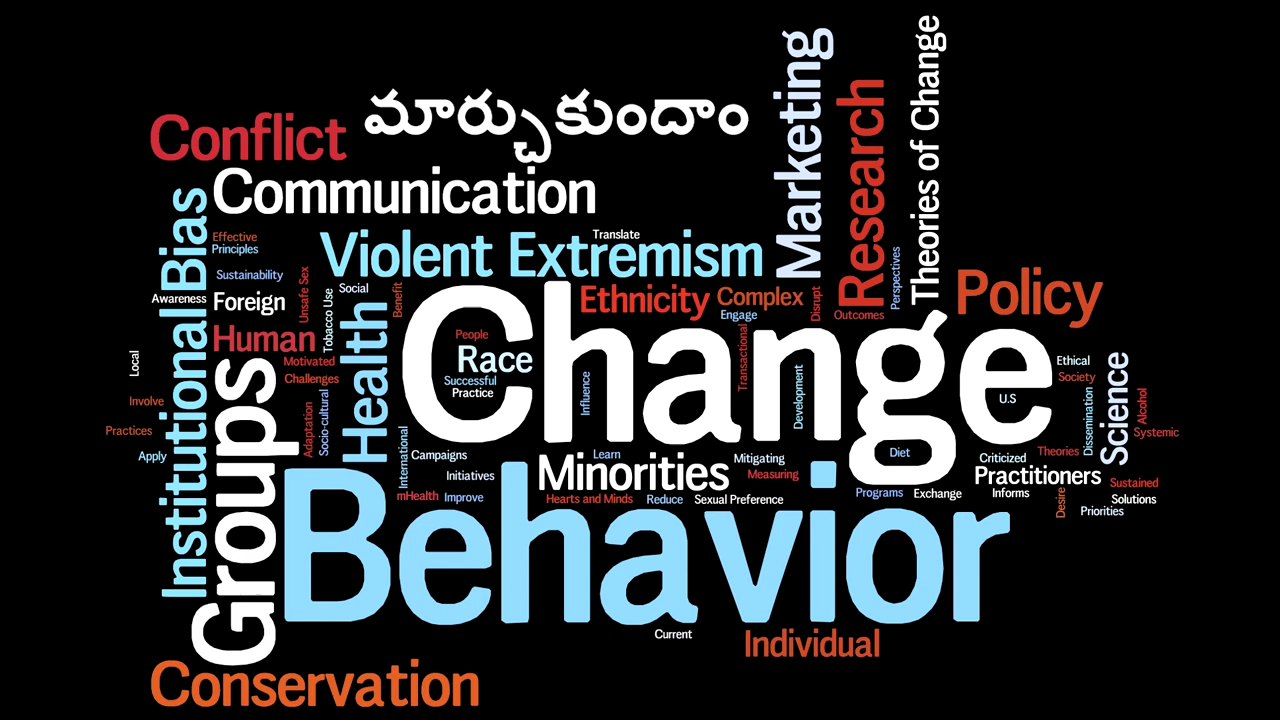 Theories of Change
Marketing
Research
మార్చుకుందాం
Conflict
Communication
Institutional Bias
Effective
Principles
Translate
Violent Extremism
Sustainability
Unsafe Sex
Social
Benefit
Perspectives
Policy
Awareness
Foreign
Tobacco Use
Ethnicity
Complex
Disrupt
Engage
Outcomes
Change
Human
Health
People
Race
Transactional
Local
Motivated
Ethical
Science
Groups
Challenges
Successful
Practice
Influence
Development
Society
U.S
Dissemination
Alcohol
Involve
Adaptation
Socio-cultural
Practices
Systemic
Apply
International
Campaigns
Learn
Mitigating
Diet
Criticized
Theories
Minorities
Initiatives
Measuring
Practitioners
Sustained
mHealth
Improve
Hearts and Minds
Reduce
Sexual Preference
Programs
Exchange
Informs
Desire
Solutions
Priorities
Behavior
Current
Individual
Conservation